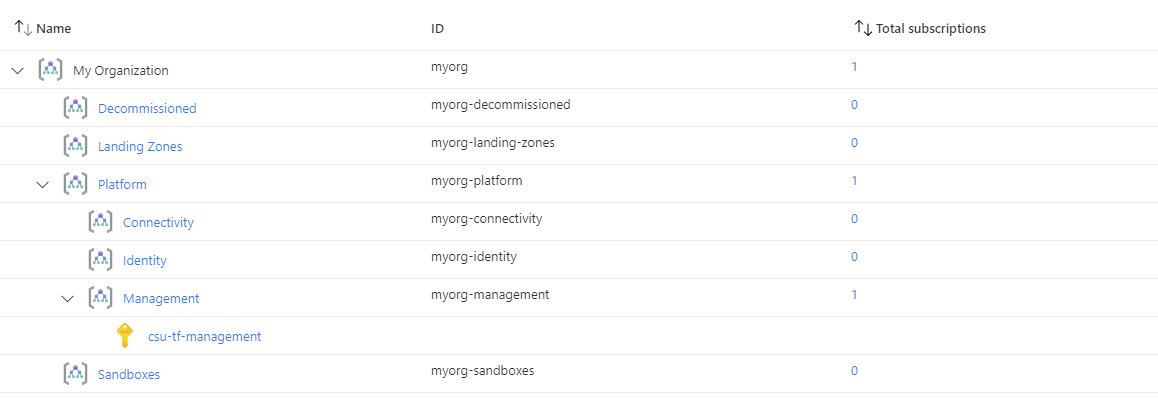 Name ID Total subscriptions
My Organization myorg 1
Decommissioned myorg-decommissioned 0
Landing Zones myorg-landing-zones 0
Platform myorg-platform 1
Connectivity myorg-connectivity 0
Identity myorg-identity 0
Management myorg-management 1
csu-tf-management
Sandboxes myorg-sandboxes 0